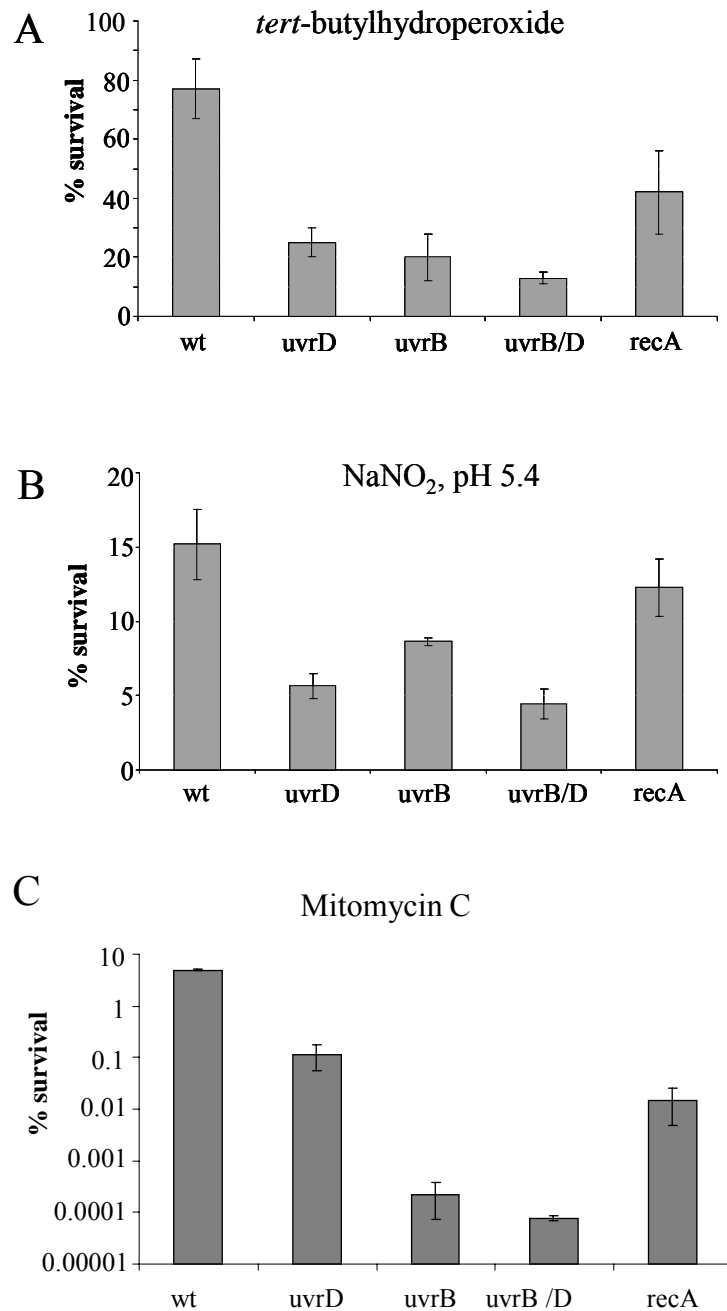 A
tert-butylhydroperoxide
% survival
100
80
60
40
20
0
wt uvrD uvrB uvrB/D recA
B
NaNO₂, pH 5.4
% survival
20
15
10
5
0
wt uvrD uvrB uvrB/D recA
C
Mitomycin C
% survival
10
1
0.1
0.01
0.001
0.0001
0.00001
wt uvrD uvrB uvrB /D recA